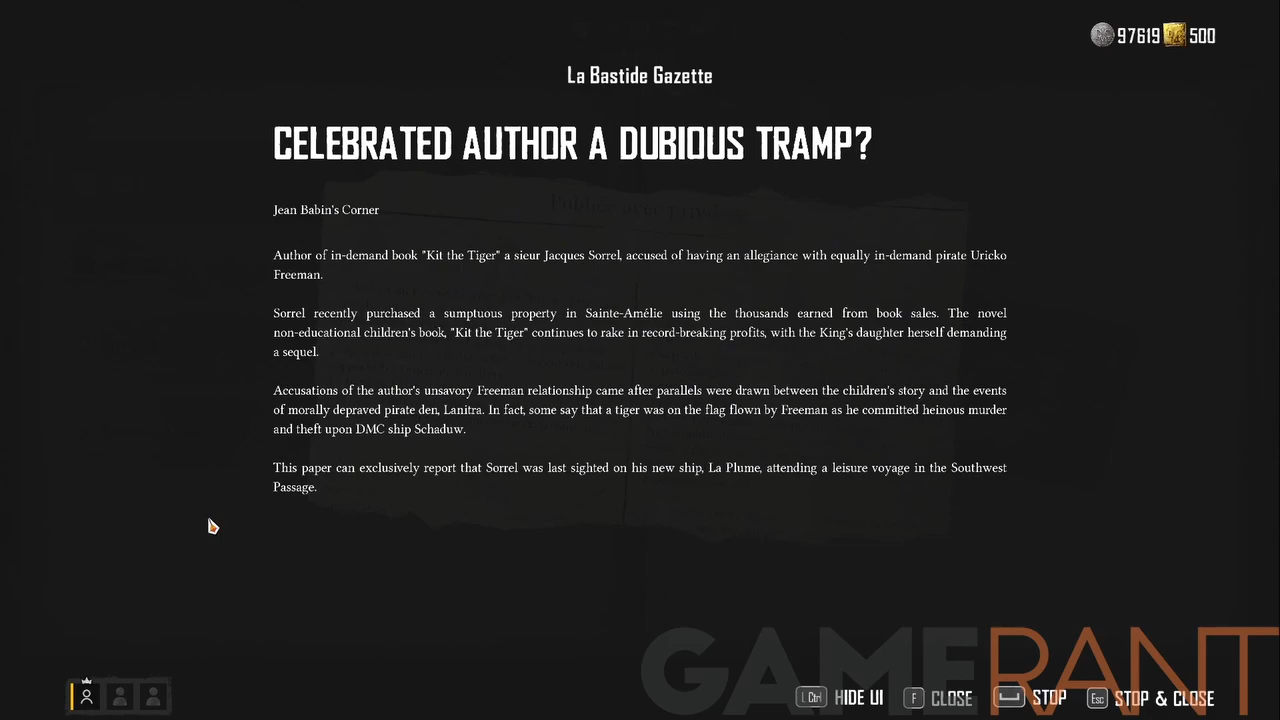 97619 500
La Bastide Gazette
CELEBRATED AUTHOR A DUBIOUS TRAMP?
Jean Babin's Corner
Author of in-demand book "Kit the Tiger" a sieur Jacques Sorrel, accused of having an allegiance with equally in-demand pirate Uricko
Freeman.
Sorrel recently purchased a sumptuous property in Sainte-Amélie using the thousands earned from book sales. The novel
non-educational children's book, "Kit the Tiger" continues to rake in record-breaking profits, with the King's daughter herself demanding
a sequel.
Accusations of the author's unsavory Freeman relationship came after parallels were drawn between the children's story and the events
of morally depraved pirate den, Lanitra. In fact, some say that a tiger was on the flag flown by Freeman as he committed heinous murder
and theft upon DMC ship Schaduw.
This paper can exclusively report that Sorrel was last sighted on his new ship, La Plume, attending a leisure voyage in the Southwest
Passage.
GAMERANT
Ctrl HIDE UI F CLOSE STOP Esc STOP & CLOSE